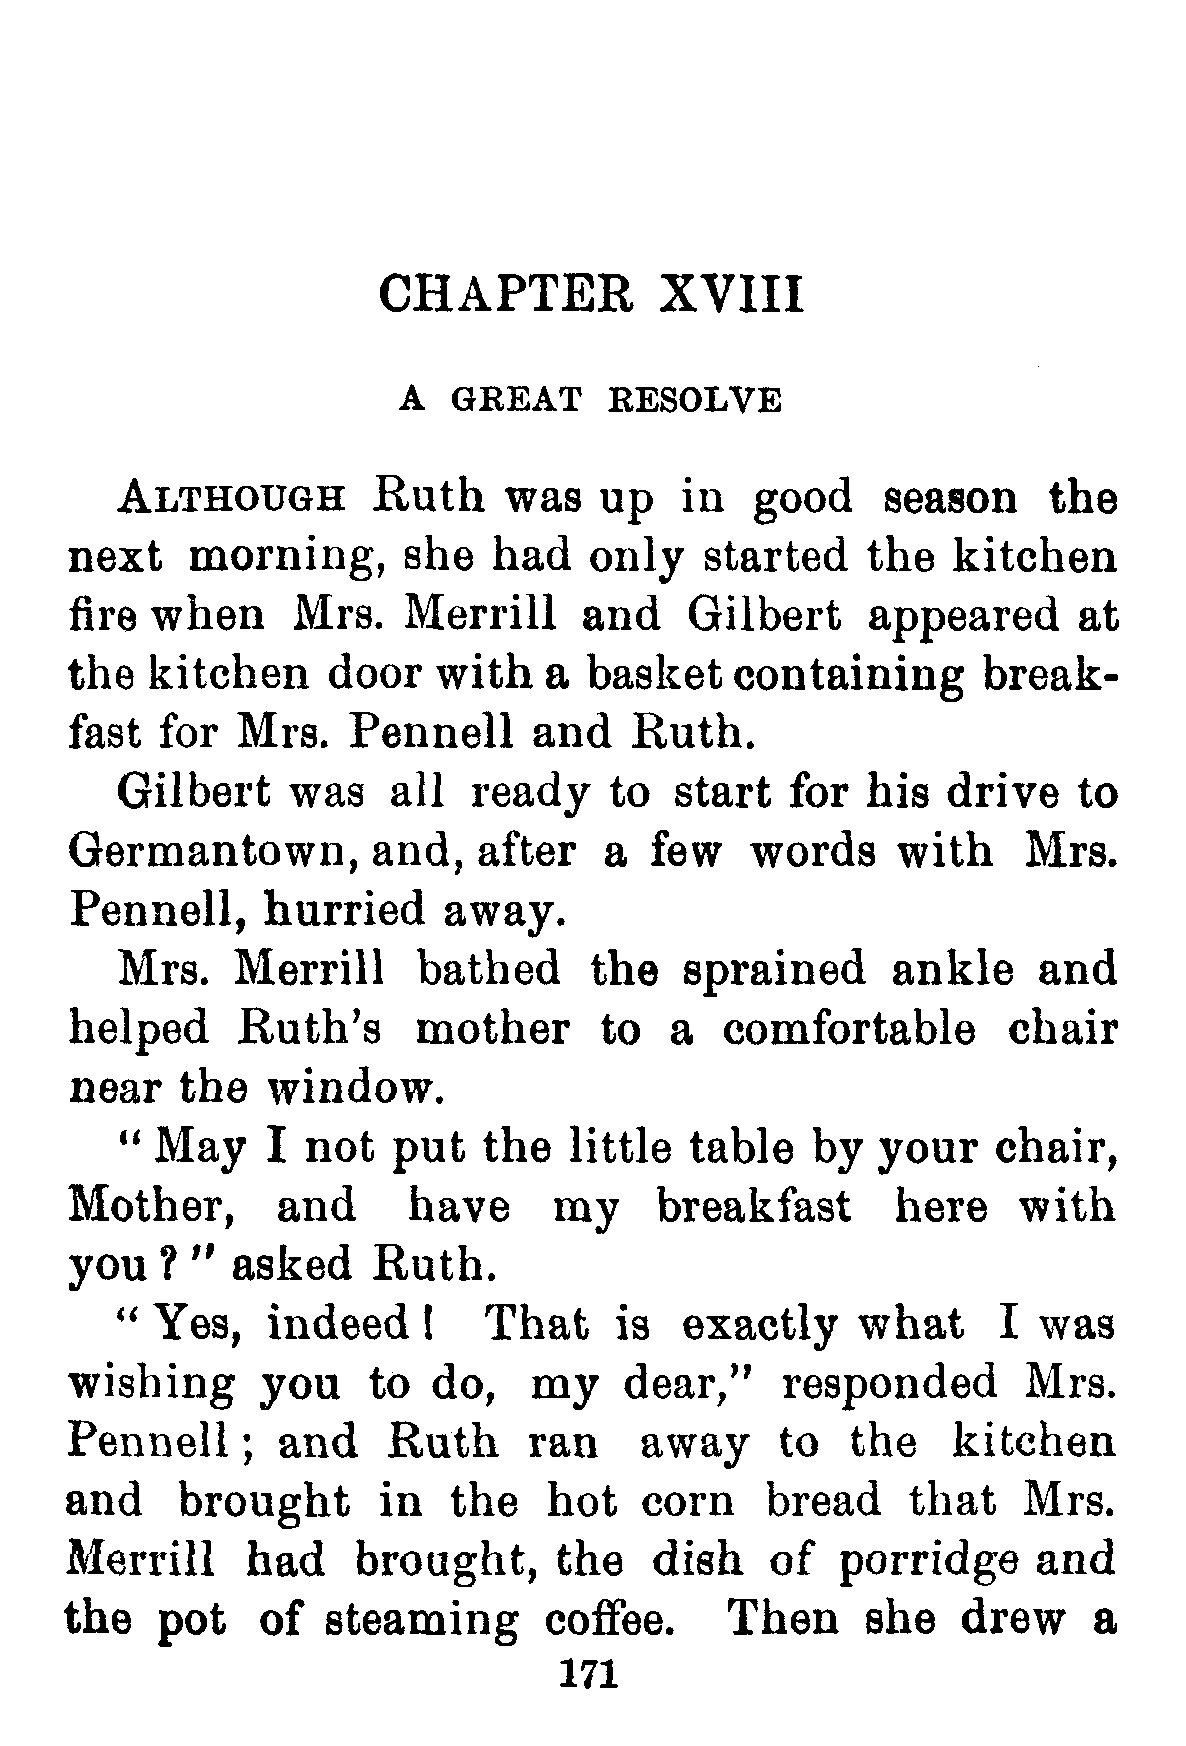 CHAPTER XVIII
A GREAT RESOLVE
ALTHOUGH Ruth was up in good season the
next morning, she had only started the kitchen
fire when Mrs. Merrill and Gilbert appeared at
the kitchen door with a basket containing break-
fast for Mrs. Pennell and Ruth.
Gilbert was all ready to start for his drive to
Germantown, and, after a few words with Mrs.
Pennell, hurried away.
Mrs. Merrill bathed the sprained ankle and
helped Ruth's mother to a comfortable chair
near the window.
" May I not put the little table by your chair,
Mother, and have my breakfast here with
you ? " asked Ruth.
" Yes, indeed ! That is exactly what I was
wishing you to do, my dear," responded Mrs.
Pennell ; and Ruth ran away to the kitchen
and brought in the hot corn bread that Mrs.
Merrill had brought, the dish of porridge and
the pot of steaming coffee. Then she drew a
171